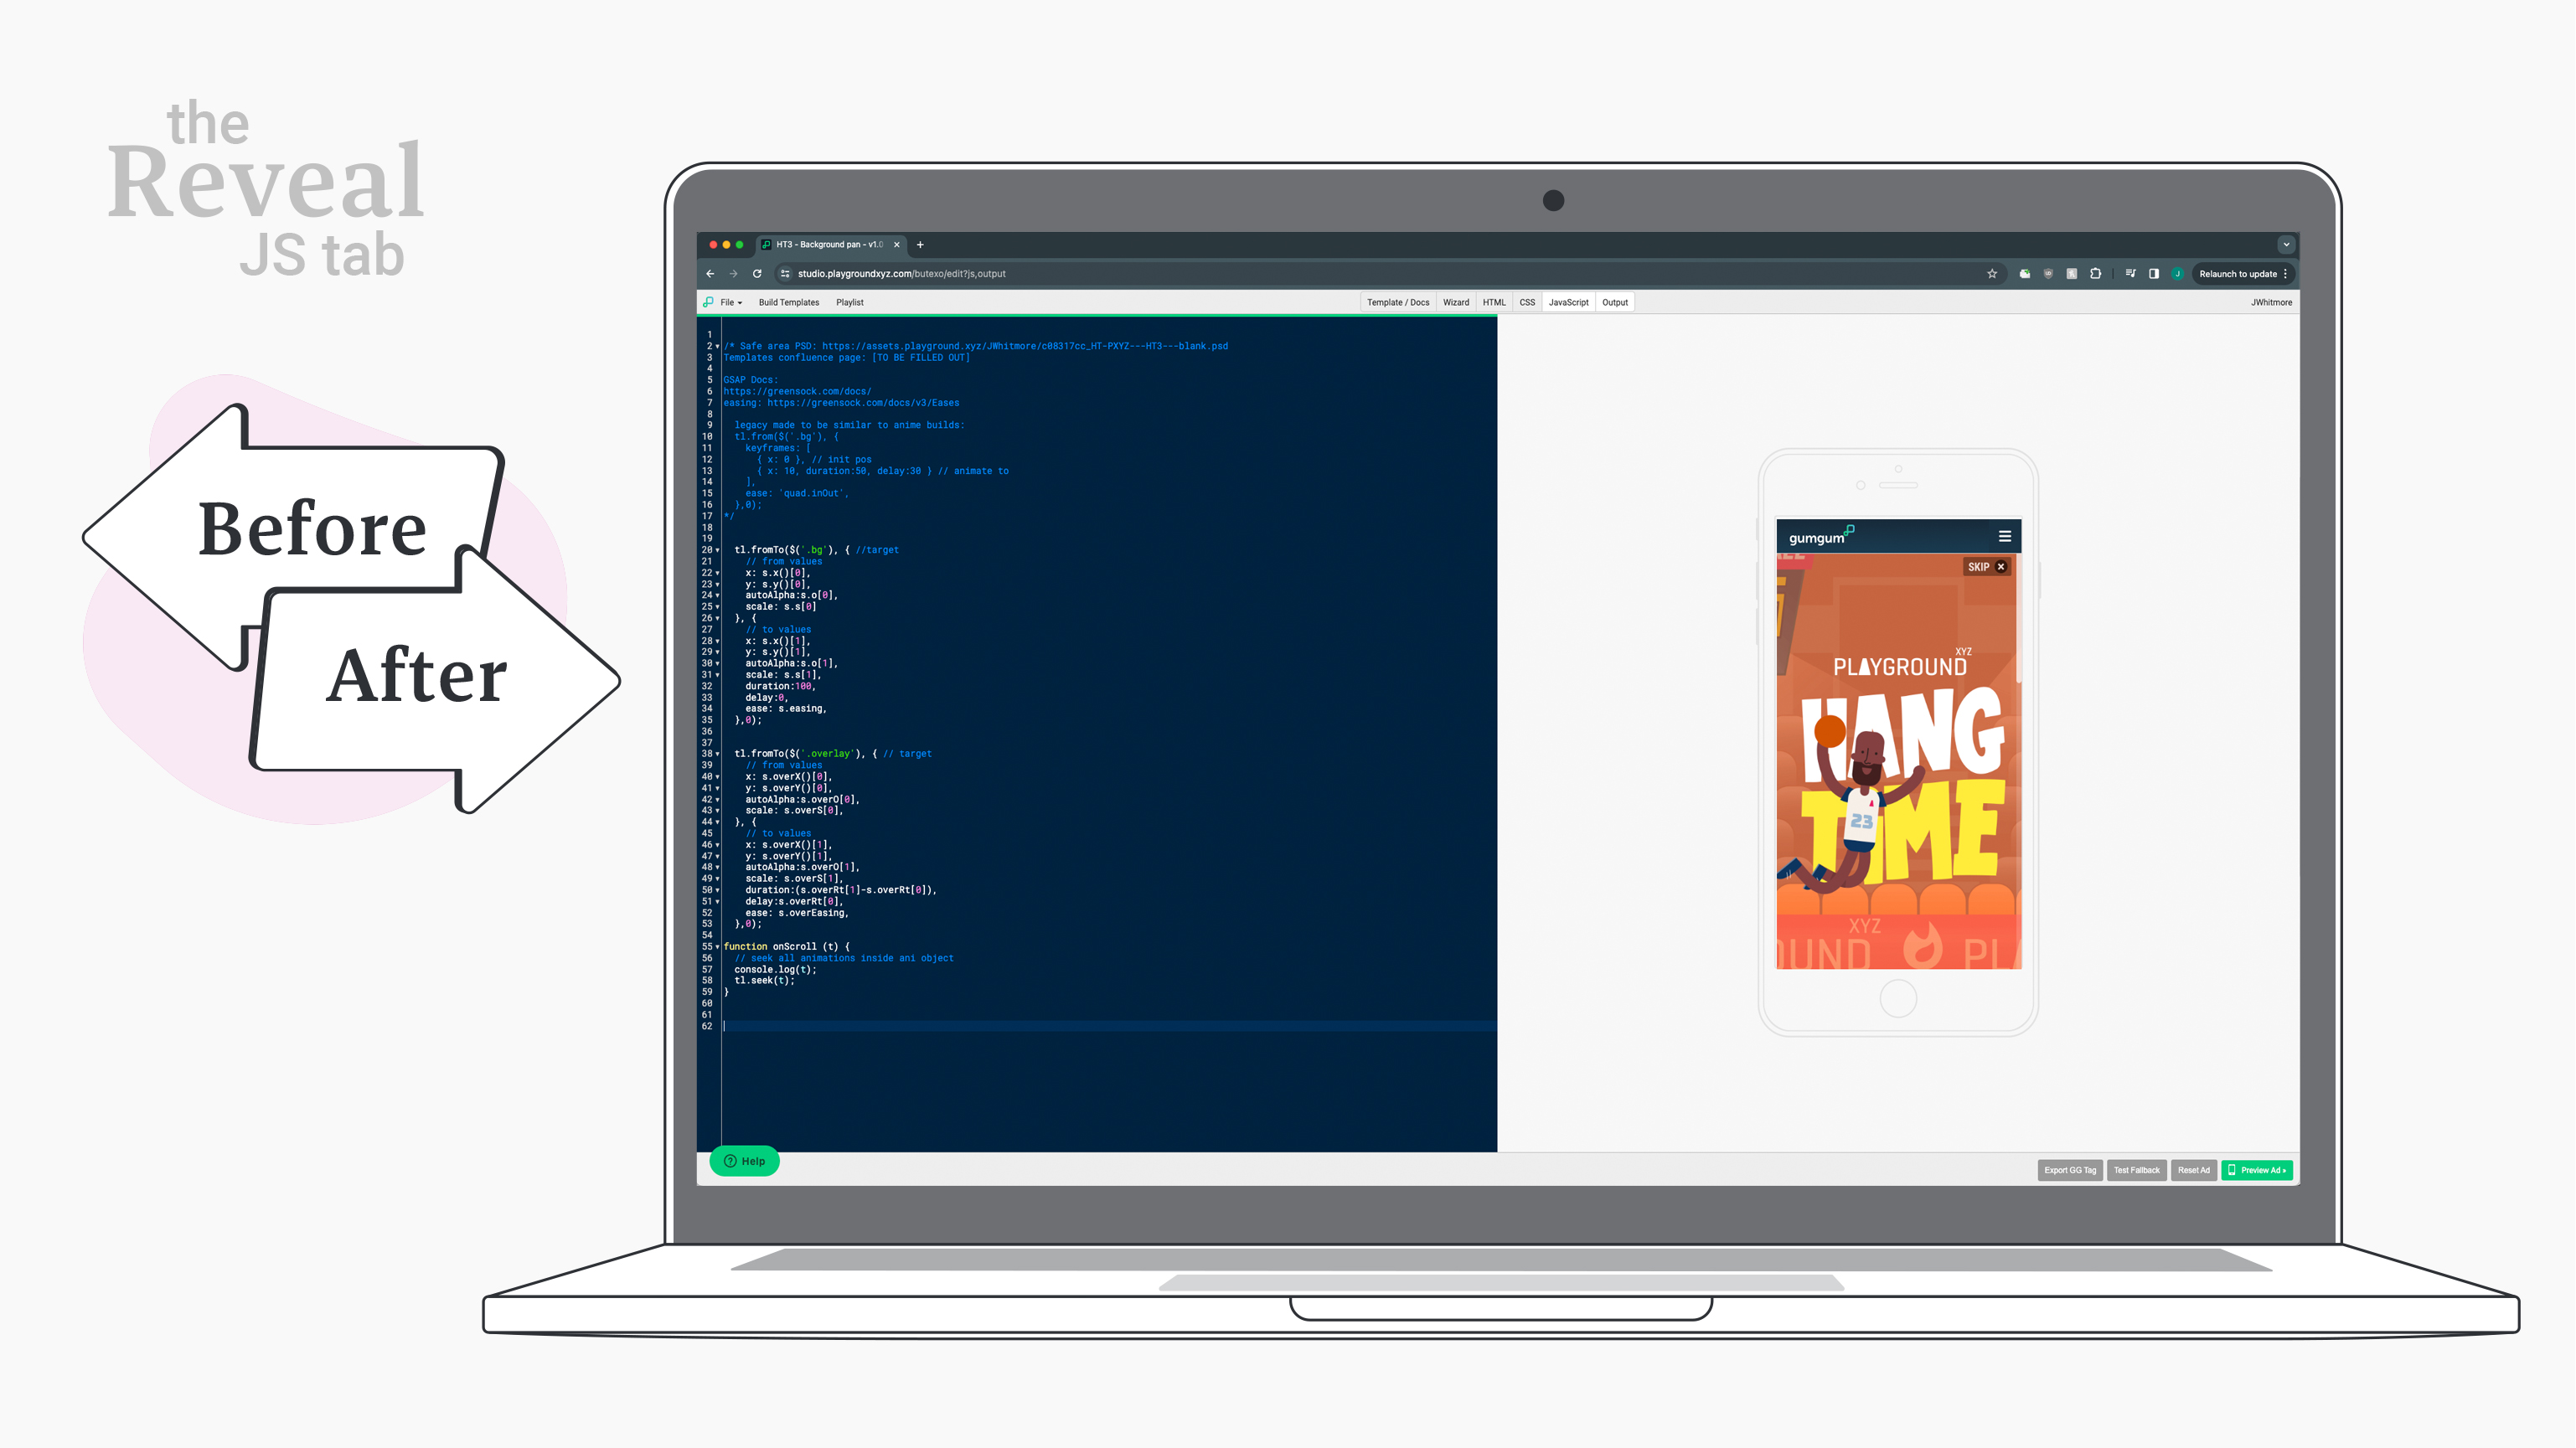 the
Reveal
JS tab
Before
After
HT3 - Background pan - v1.0
studio.playgroundxyz.com/butexo/edit?js,output
Relaunch to update
J
File
Build Templates
Playlist
Template / Docs
Wizard
HTML
CSS
JavaScript
Output
JWhitmore
1
2 /* Safe area PSD: https://assets.playground.xyz/JWhitmore/c08317cc_HT-PXYZ---HT3---blank.psd
3 Templates confluence page: [TO BE FILLED OUT]
4
5 GSAP Docs:
6 https://greensock.com/docs/
7 easing: https://greensock.com/docs/v3/Eases
8
9 legacy made to be similar to anime builds:
10 tl.from($('.bg'), {
11 keyframes: [
12 { x: 0 }, // init pos
13 { x: 10, duration:50, delay:30 } // animate to
14 ],
15 ease: 'quad.inOut',
16 },0);
17 */
18
19
20 tl.fromTo($('.bg'), { //target
21 // from values
22 x: s.x()[0],
23 y: s.y()[0],
24 autoAlpha:s.o[0],
25 scale: s.s[0]
26 }, {
27 // to values
28 x: s.x()[1],
29 y: s.y()[1],
30 autoAlpha:s.o[1],
31 scale: s.s[1],
32 duration:100,
33 delay:0,
34 ease: s.easing,
35 },0);
36
37
38 tl.fromTo($('.overlay'), { // target
39 // from values
40 x: s.overX()[0],
41 y: s.overY()[0],
42 autoAlpha:s.overO[0],
43 scale: s.overS[0],
44 }, {
45 // to values
46 x: s.overX()[1],
47 y: s.overY()[1],
48 autoAlpha:s.overO[1],
49 scale: s.overS[1],
50 duration:(s.overRt[1]-s.overRt[0]),
51 delay:s.overRt[0],
52 ease: s.overEasing,
53 },0);
54
55 function onScroll (t) {
56 // seek all animations inside ani object
57 console.log(t);
58 tl.seek(t);
59 }
60
61
62
gumgum
SKIP
PLAYGROUND XYZ
HANG
TIME
23
XYZ
OUND PL
Help
Export GG Tag
Test Fallback
Reset Ad
Preview Ad »